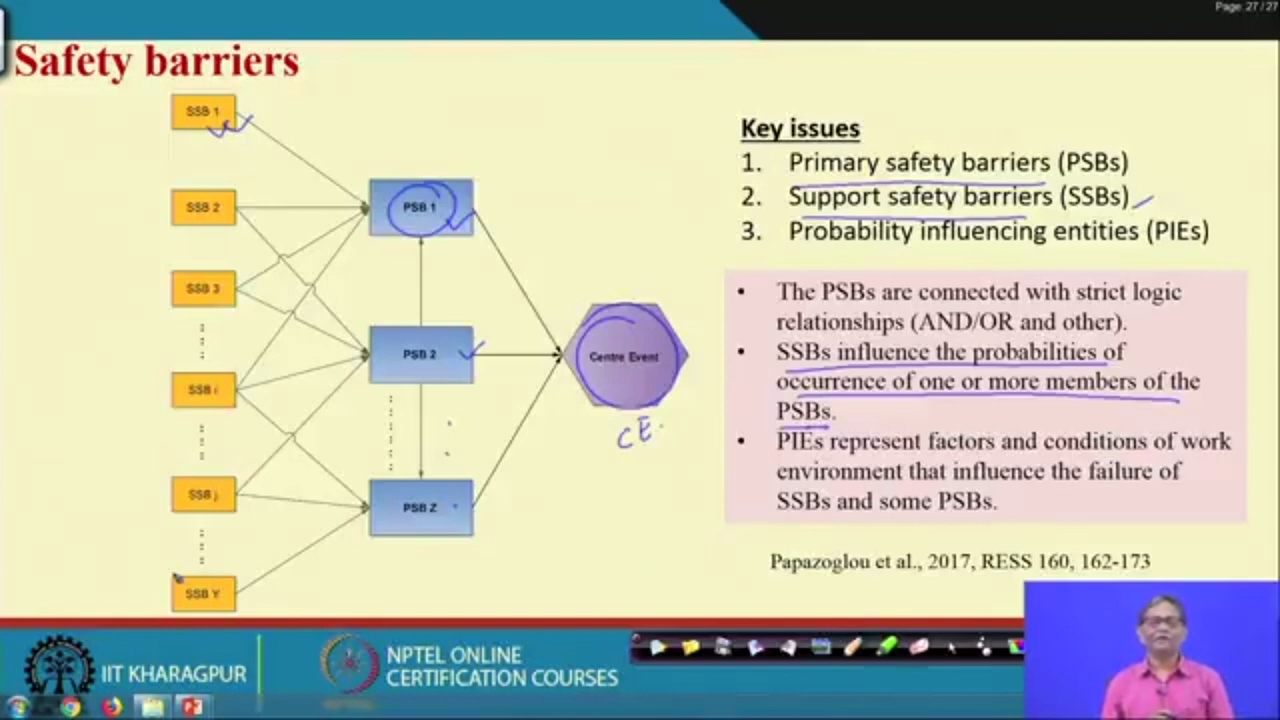 Page: 27 / 27
Safety barriers
SSB 1
SSB 2
SSB 3
SSB i
SSB j
SSB Y
PSB 1
PSB 2
PSB Z
Centre Event
CE
Key issues
1. Primary safety barriers (PSBs)
2. Support safety barriers (SSBs)
3. Probability influencing entities (PIEs)
• The PSBs are connected with strict logic
relationships (AND/OR and other).
• SSBs influence the probabilities of
occurrence of one or more members of the
PSBs.
• PIEs represent factors and conditions of work
environment that influence the failure of
SSBs and some PSBs.
Papazoglou et al., 2017, RESS 160, 162-173
IIT KHARAGPUR
NPTEL ONLINE
CERTIFICATION COURSES